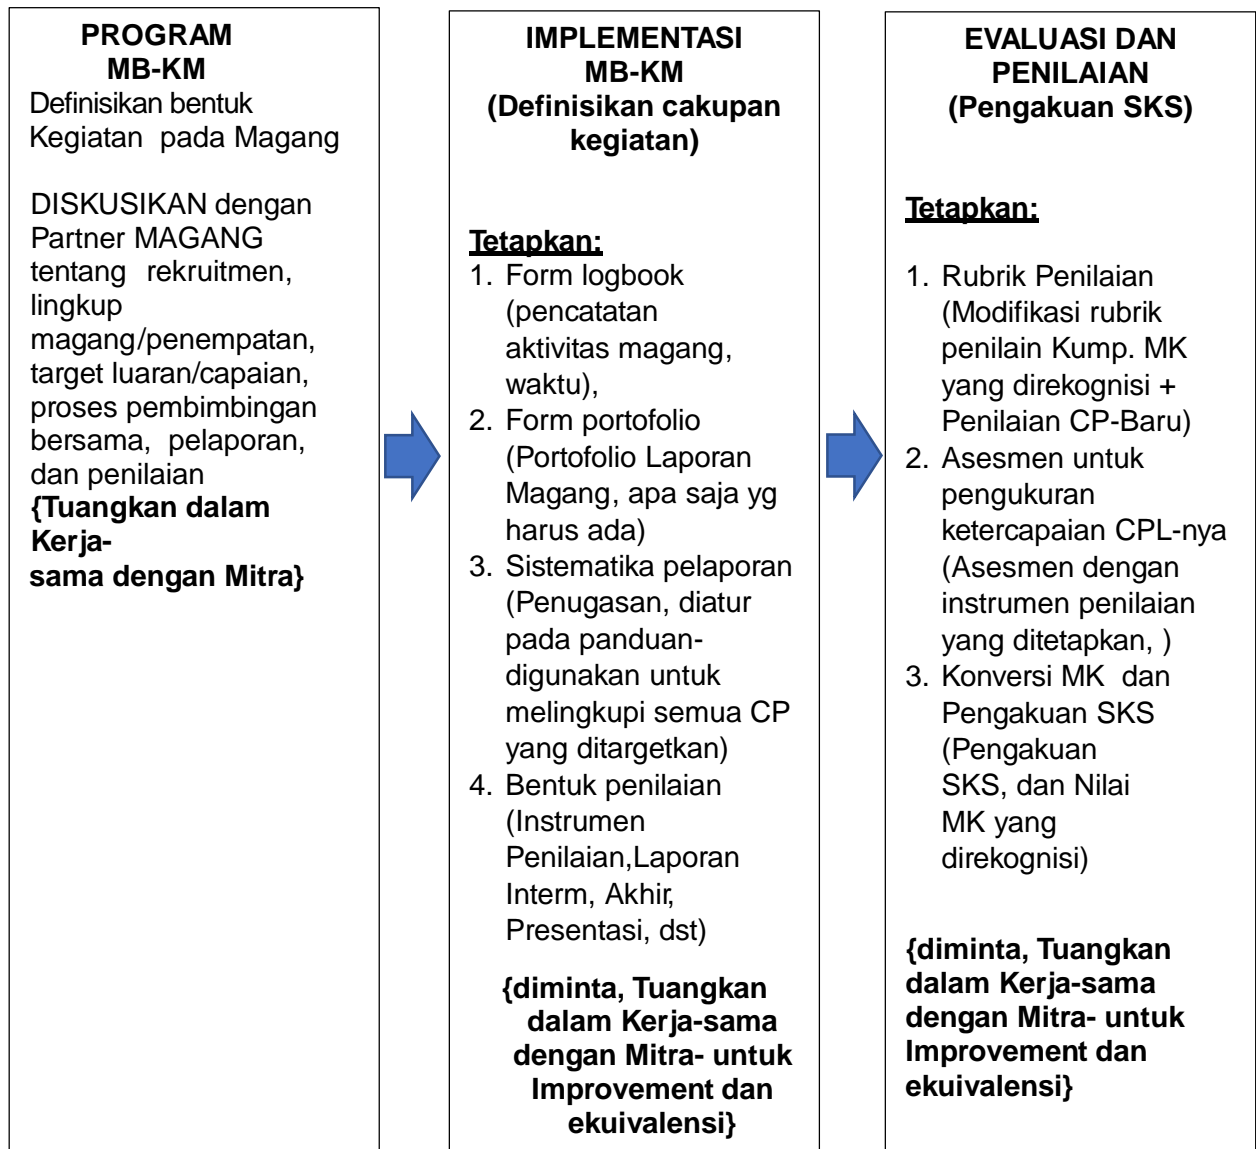 PROGRAM
MB-KM
Definisikan bentuk
Kegiatan pada Magang
DISKUSIKAN dengan
Partner MAGANG
tentang rekruitmen,
lingkup
magang/penempatan,
target luaran/capaian,
proses pembimbingan
bersama, pelaporan,
dan penilaian
{Tuangkan dalam
Kerja-
sama dengan Mitra}
IMPLEMENTASI
MB-KM
(Definisikan cakupan
kegiatan)
Tetapkan:
1. Form logbook
(pencatatan
aktivitas magang,
waktu),
2. Form portofolio
(Portofolio Laporan
Magang, apa saja yg
harus ada)
3. Sistematika pelaporan
(Penugasan, diatur
pada panduan-
digunakan untuk
melingkupi semua CP
yang ditargetkan)
4. Bentuk penilaian
(Instrumen
Penilaian,Laporan
Interm, Akhir,
Presentasi, dst)
{diminta, Tuangkan
dalam Kerja-sama
dengan Mitra- untuk
Improvement dan
ekuivalensi}
EVALUASI DAN
PENILAIAN
(Pengakuan SKS)
Tetapkan:
1. Rubrik Penilaian
(Modifikasi rubrik
penilain Kump. MK
yang direkognisi +
Penilaian CP-Baru)
2. Asesmen untuk
pengukuran
ketercapaian CPL-nya
(Asesmen dengan
instrumen penilaian
yang ditetapkan, )
3. Konversi MK dan
Pengakuan SKS
(Pengakuan
SKS, dan Nilai
MK yang
direkognisi)
{diminta, Tuangkan
dalam Kerja-sama
dengan Mitra- untuk
Improvement dan
ekuivalensi}